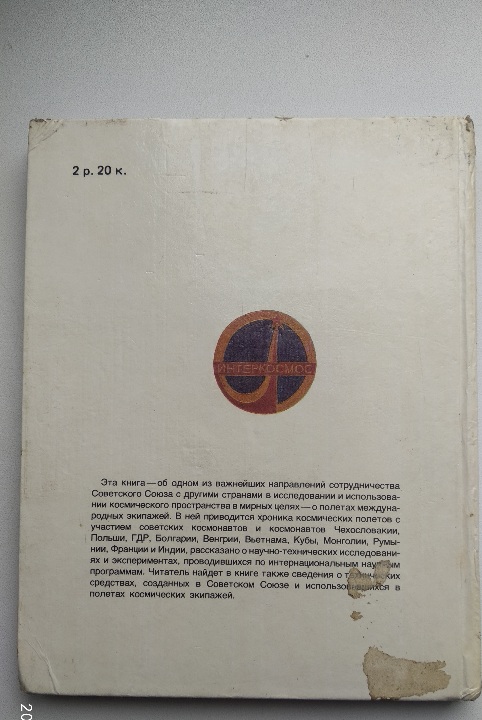 2 р. 20 к.
ИНТЕРКОСМОС
Эта книга — об одном из важнейших направлений сотрудничества
Советского Союза с другими странами в исследовании и использова-
нии космического пространства в мирных целях — о полетах междуна-
родных экипажей. В ней приводится хроника космических полетов с
участием советских космонавтов и космонавтов Чехословакии,
Польши, ГДР, Болгарии, Венгрии, Вьетнама, Кубы, Монголии, Румы-
нии, Франции и Индии, рассказано о научно-технических исследовани-
ях и экспериментах, проводившихся по интернациональным научным
программам. Читатель найдет в книге также сведения о технических
средствах, созданных в Советском Союзе и использовавшихся в
полетах космических экипажей.
20